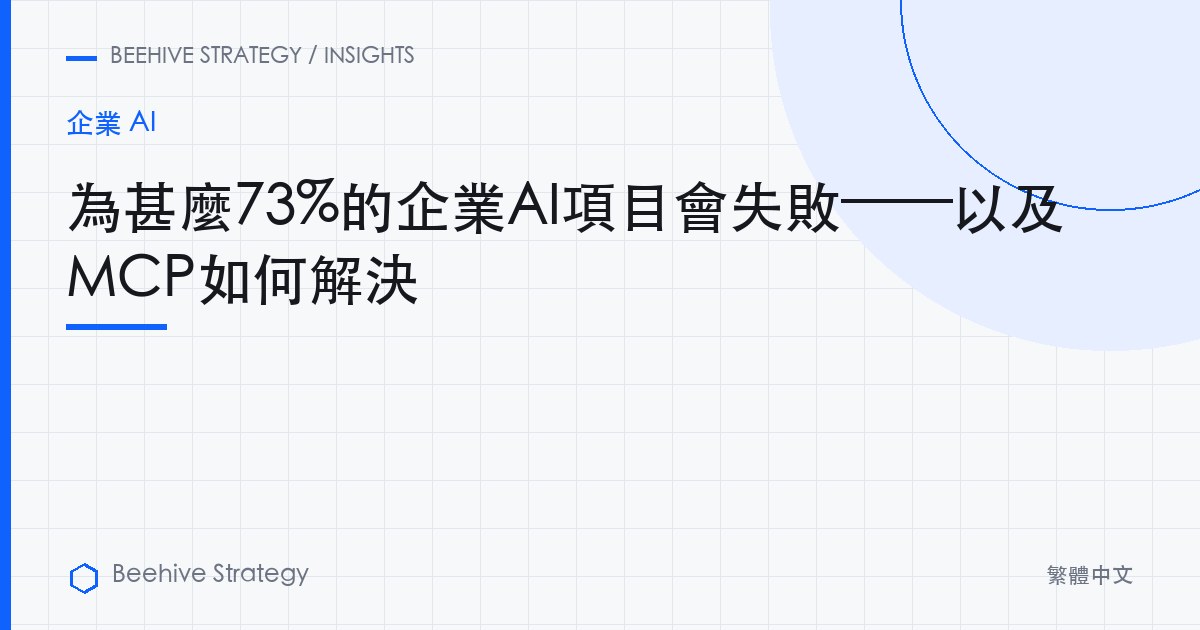 BEEHIVE STRATEGY / INSIGHTS
企業 AI
為甚麼73%的企業AI項目會失敗——以及
MCP如何解決
Beehive Strategy
繁體中文